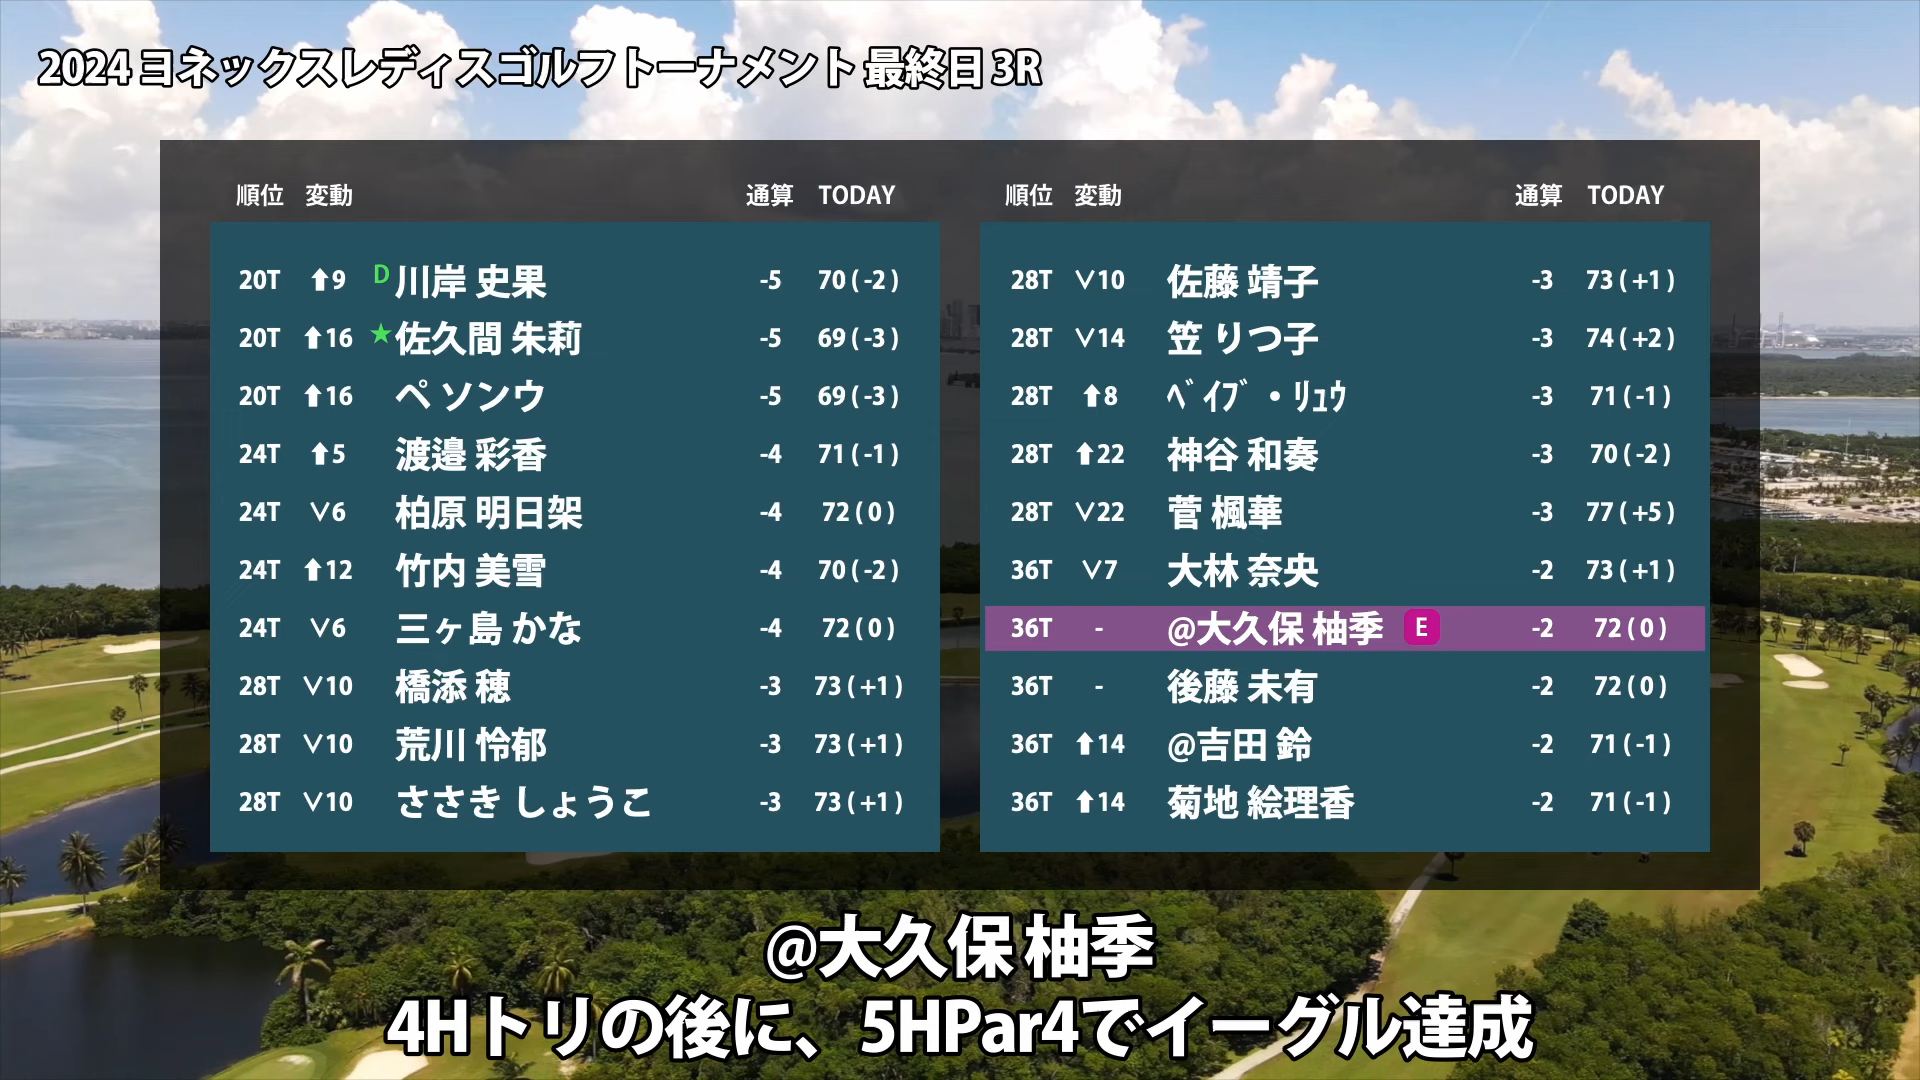 2024 ヨネックスレディスゴルフトーナメント 最終日 3R
順位 変動 通算 TODAY
20T ⬆9 D 川岸 史果 -5 70 ( -2 )
20T ⬆16 ★ 佐久間 朱莉 -5 69 ( -3 )
20T ⬆16 ペ ソンウ -5 69 ( -3 )
24T ⬆5 渡邉 彩香 -4 71 ( -1 )
24T ∨6 柏原 明日架 -4 72 ( 0 )
24T ⬆12 竹内 美雪 -4 70 ( -2 )
24T ∨6 三ヶ島 かな -4 72 ( 0 )
28T ∨10 橋添 穂 -3 73 ( +1 )
28T ∨10 荒川 怜郁 -3 73 ( +1 )
28T ∨10 ささき しょうこ -3 73 ( +1 )
順位 変動 通算 TODAY
28T ∨10 佐藤 靖子 -3 73 ( +1 )
28T ∨14 笠 りつ子 -3 74 ( +2 )
28T ⬆8 ﾍﾞｲﾌﾞ・ﾘｭｳ -3 71 ( -1 )
28T ⬆22 神谷 和奏 -3 70 ( -2 )
28T ∨22 菅 楓華 -3 77 ( +5 )
36T ∨7 大林 奈央 -2 73 ( +1 )
36T - @大久保 柚季 E -2 72 ( 0 )
36T - 後藤 未有 -2 72 ( 0 )
36T ⬆14 @吉田 鈴 -2 71 ( -1 )
36T ⬆14 菊地 絵理香 -2 71 ( -1 )
@大久保 柚季
4Hトリの後に、5HPar4でイーグル達成